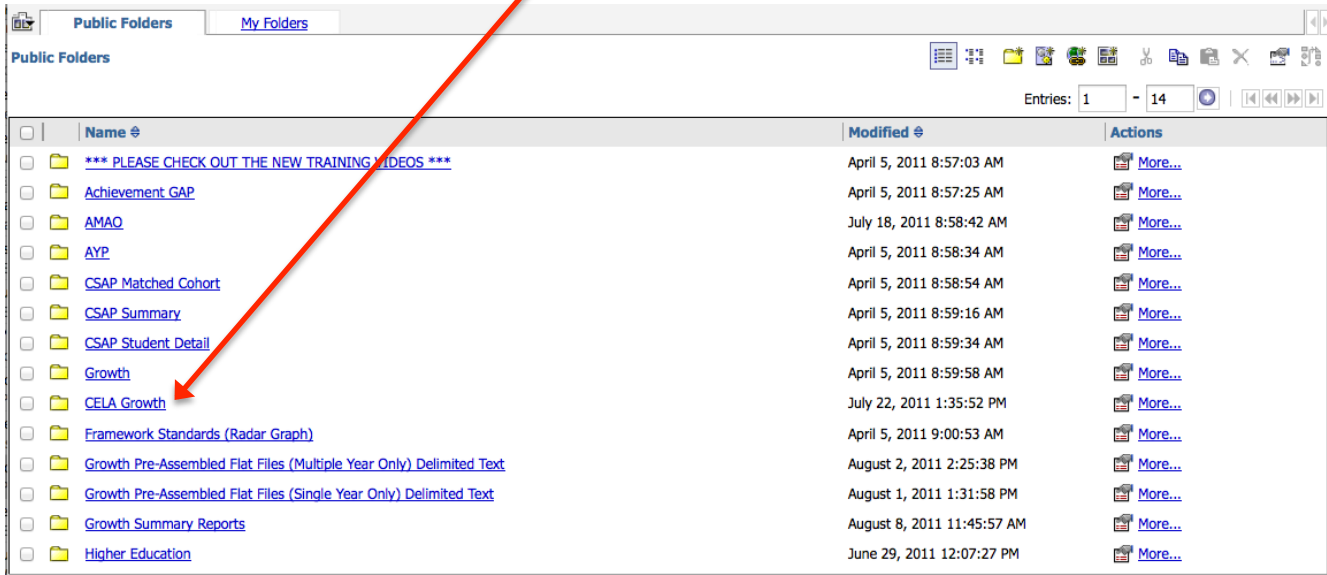 Public Folders My Folders
Public Folders
Entries: 1 - 14
Name Modified Actions
*** PLEASE CHECK OUT THE NEW TRAINING VIDEOS *** April 5, 2011 8:57:03 AM More...
Achievement GAP April 5, 2011 8:57:25 AM More...
AMAO July 18, 2011 8:58:42 AM More...
AYP April 5, 2011 8:58:34 AM More...
CSAP Matched Cohort April 5, 2011 8:58:54 AM More...
CSAP Summary April 5, 2011 8:59:16 AM More...
CSAP Student Detail April 5, 2011 8:59:34 AM More...
Growth April 5, 2011 8:59:58 AM More...
CELA Growth July 22, 2011 1:35:52 PM More...
Framework Standards (Radar Graph) April 5, 2011 9:00:53 AM More...
Growth Pre-Assembled Flat Files (Multiple Year Only) Delimited Text August 2, 2011 2:25:38 PM More...
Growth Pre-Assembled Flat Files (Single Year Only) Delimited Text August 1, 2011 1:31:58 PM More...
Growth Summary Reports August 8, 2011 11:45:57 AM More...
Higher Education June 29, 2011 12:07:27 PM More...